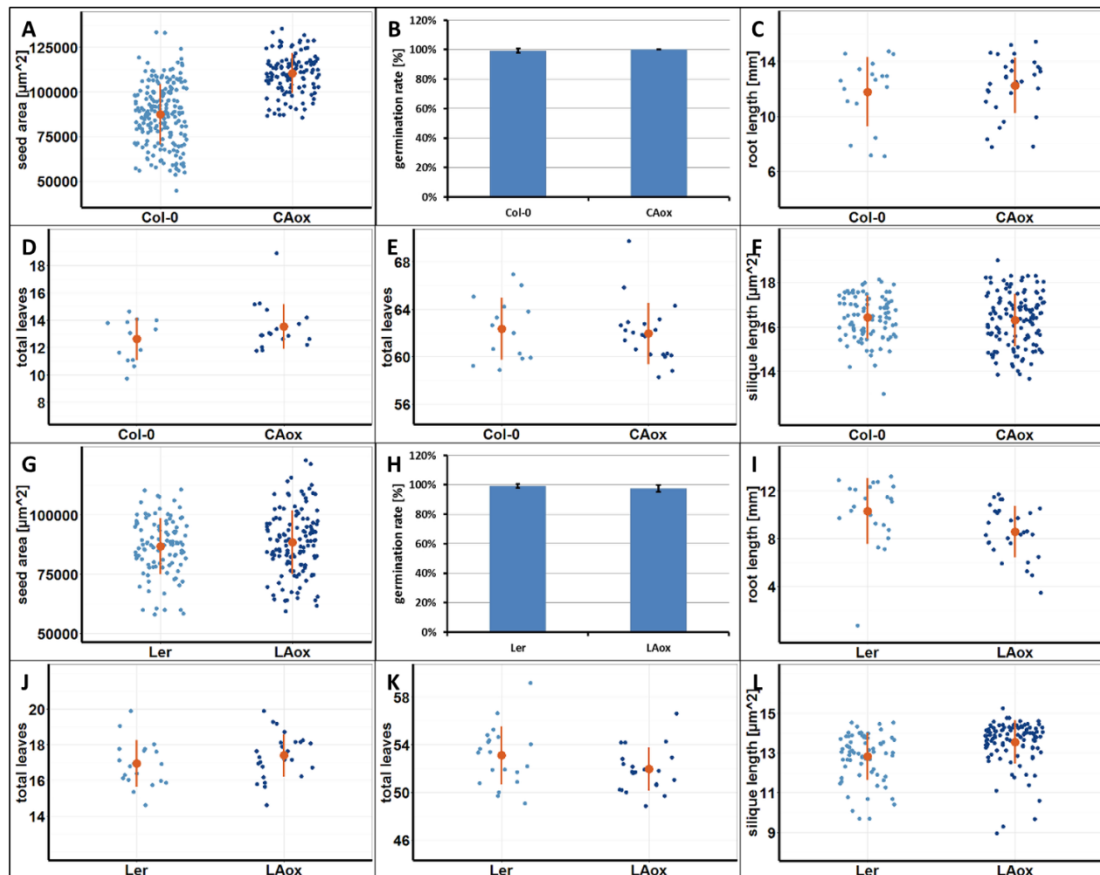 A
seed area [µm^2]
125000
100000
75000
50000
Col-0
CAox
B
germination rate [%]
120%
100%
80%
60%
40%
20%
0%
Col-0
CAox
C
root length [mm]
14
10
6
Col-0
CAox
D
total leaves
18
16
14
12
10
8
Col-0
CAox
E
total leaves
68
64
60
56
Col-0
CAox
F
silique length [µm^2]
18
16
14
Col-0
CAox
G
seed area [µm^2]
100000
75000
50000
Ler
LAox
H
germination rate [%]
120%
100%
80%
60%
40%
20%
0%
Ler
LAox
I
root length [mm]
12
8
4
Ler
LAox
J
total leaves
20
18
16
14
Ler
LAox
K
total leaves
58
54
50
46
Ler
LAox
L
silique length [µm^2]
15
13
11
9
Ler
LAox